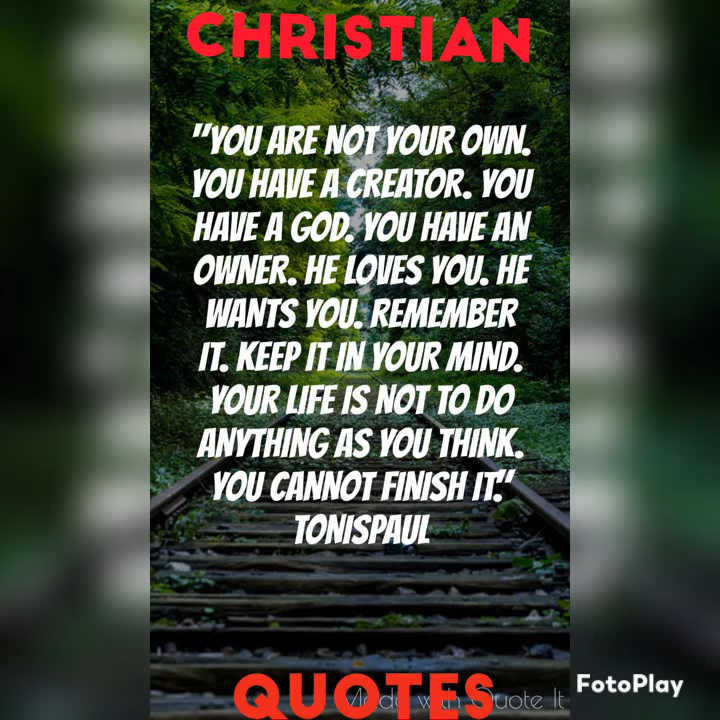 CHRISTIAN
"YOU ARE NOT YOUR OWN.
YOU HAVE A CREATOR. YOU
HAVE A GOD. YOU HAVE AN
OWNER. HE LOVES YOU. HE
WANTS YOU. REMEMBER
IT. KEEP IT IN YOUR MIND.
YOUR LIFE IS NOT TO DO
ANYTHING AS YOU THINK.
YOU CANNOT FINISH IT."
TONISPAUL
QUOTES
Made with Quote It
FotoPlay